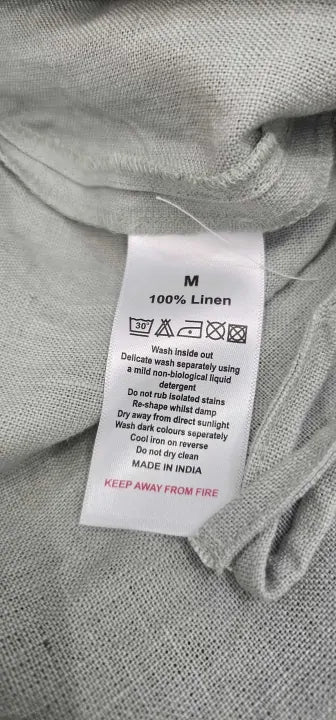 M
100% Linen
30°
Wash inside out
Delicate wash separately using
a mild non-biological liquid
detergent
Do not rub isolated stains
Re-shape whilst damp
Dry away from direct sunlight
Wash dark colours seperately
Cool iron on reverse
Do not dry clean
MADE IN INDIA
KEEP AWAY FROM FIRE